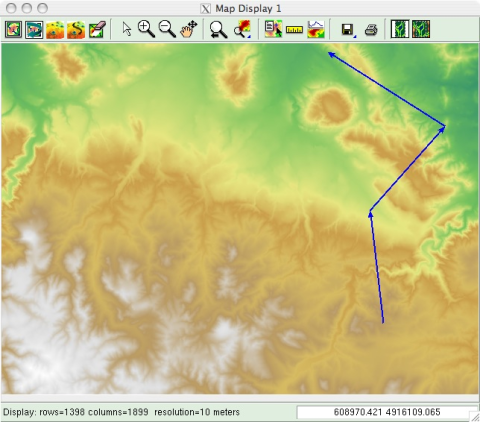 Map Display 1
Display: rows=1398 columns=1899 resolution=10 meters
608970.421 4916109.065